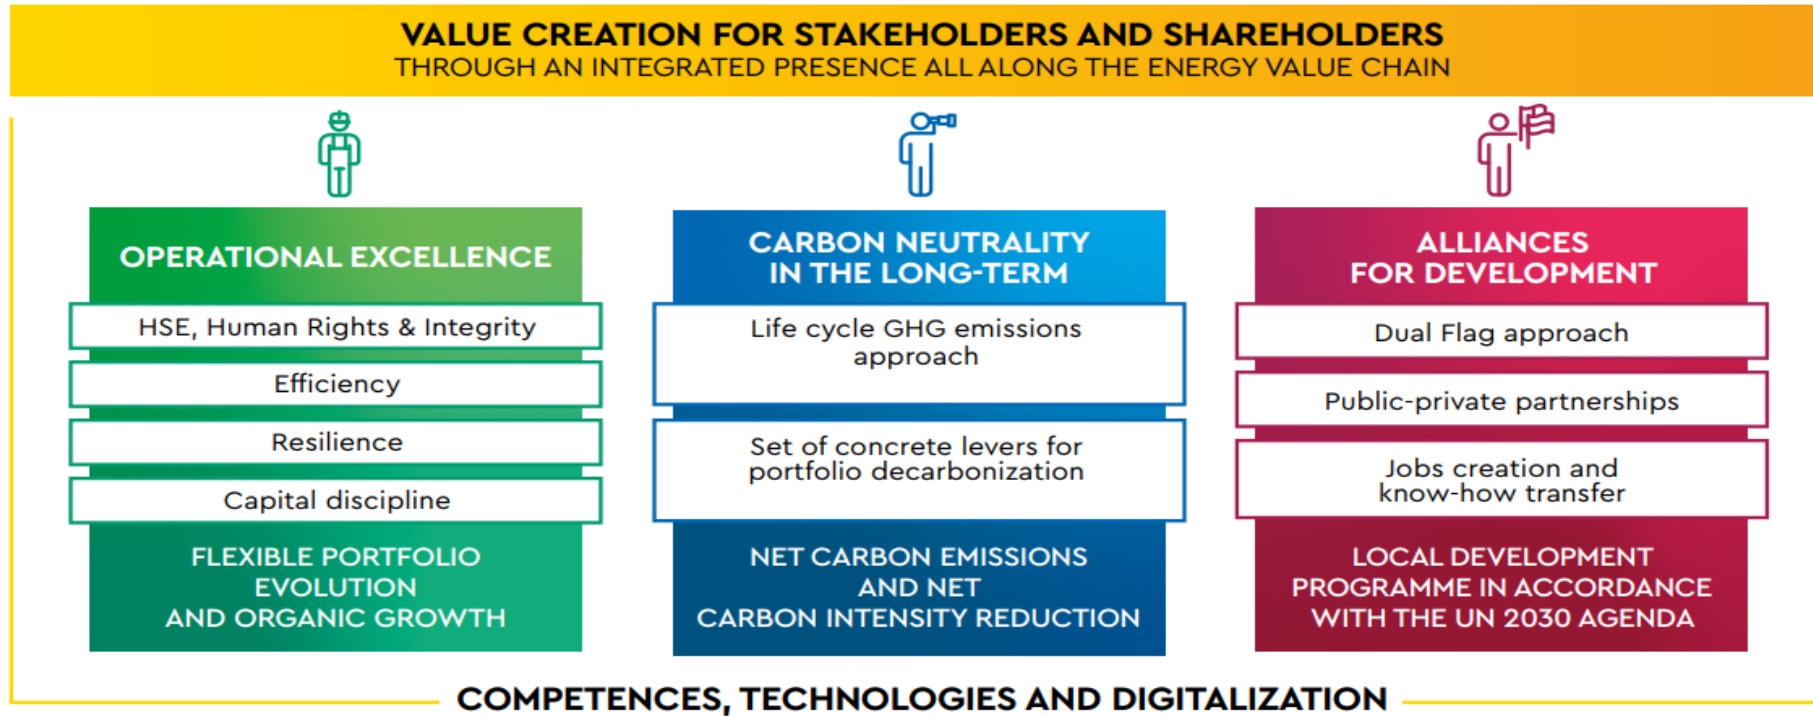 VALUE CREATION FOR STAKEHOLDERS AND SHAREHOLDERS
THROUGH AN INTEGRATED PRESENCE ALL ALONG THE ENERGY VALUE CHAIN
OPERATIONAL EXCELLENCE
HSE, Human Rights & Integrity
Efficiency
Resilience
Capital discipline
FLEXIBLE PORTFOLIO
EVOLUTION
AND ORGANIC GROWTH
CARBON NEUTRALITY
IN THE LONG-TERM
Life cycle GHG emissions
approach
Set of concrete levers for
portfolio decarbonization
NET CARBON EMISSIONS
AND NET
CARBON INTENSITY REDUCTION
ALLIANCES
FOR DEVELOPMENT
Dual Flag approach
Public-private partnerships
Jobs creation and
know-how transfer
LOCAL DEVELOPMENT
PROGRAMME IN ACCORDANCE
WITH THE UN 2030 AGENDA
COMPETENCES, TECHNOLOGIES AND DIGITALIZATION